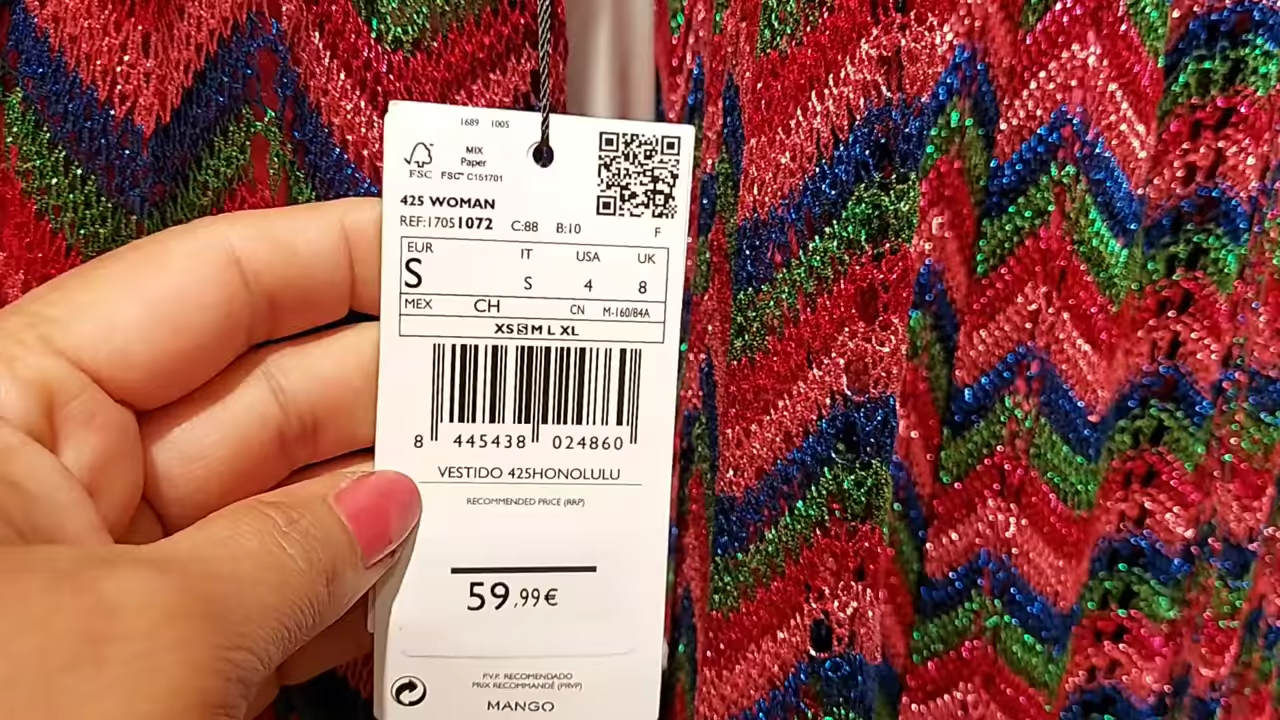 1689 1005
MIX
Paper
FSC FSC™ C151701
425 WOMAN
REF:17051072 C:88 B:10 F
EUR IT USA UK
S S 4 8
MEX CH CN M-160/84A
XS S M L XL
8 445438 024860
VESTIDO 425HONOLULU
RECOMMENDED PRICE (RRP)
59,99€
P.V.P. RECOMENDADO
PRIX RECOMMANDÉ (PRVP)
MANGO